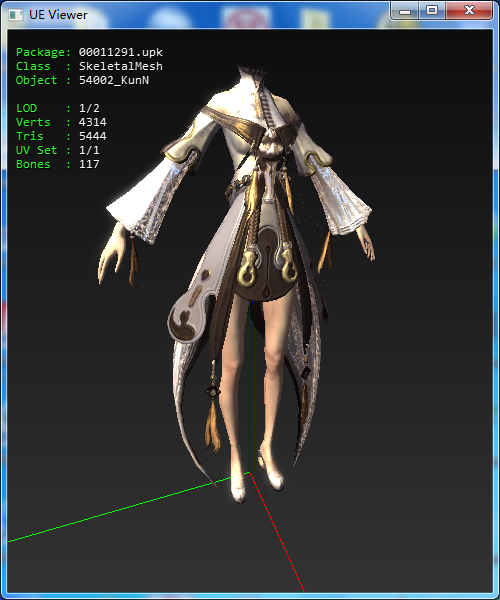 UE Viewer
Package: 00011291.upk
Class : SkeletalMesh
Object : 54002_KunN
LOD : 1/2
Verts : 4314
Tris : 5444
UV Set : 1/1
Bones : 117